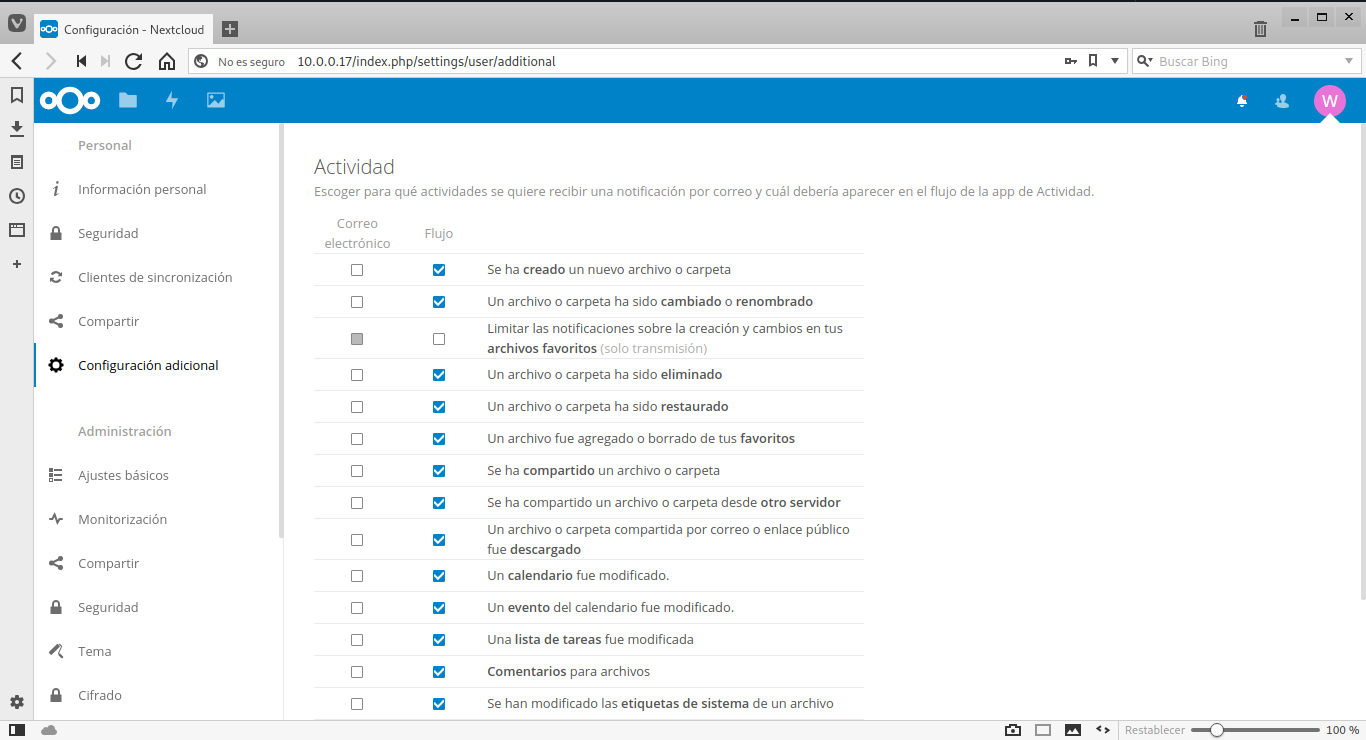 Configuración - Nextcloud
No es seguro 10.0.0.17/index.php/settings/user/additional
Buscar Bing
W
Personal
Información personal
Seguridad
Clientes de sincronización
Compartir
Configuración adicional
Administración
Ajustes básicos
Monitorización
Compartir
Seguridad
Tema
Cifrado
Actividad
Escoger para qué actividades se quiere recibir una notificación por correo y cuál debería aparecer en el flujo de la app de Actividad.
Correo
electrónico
Flujo
Se ha creado un nuevo archivo o carpeta
Un archivo o carpeta ha sido cambiado o renombrado
Limitar las notificaciones sobre la creación y cambios en tus
archivos favoritos (solo transmisión)
Un archivo o carpeta ha sido eliminado
Un archivo o carpeta ha sido restaurado
Un archivo fue agregado o borrado de tus favoritos
Se ha compartido un archivo o carpeta
Se ha compartido un archivo o carpeta desde otro servidor
Un archivo o carpeta compartida por correo o enlace público
fue descargado
Un calendario fue modificado.
Un evento del calendario fue modificado.
Una lista de tareas fue modificada
Comentarios para archivos
Se han modificado las etiquetas de sistema de un archivo
Restablecer
100 %